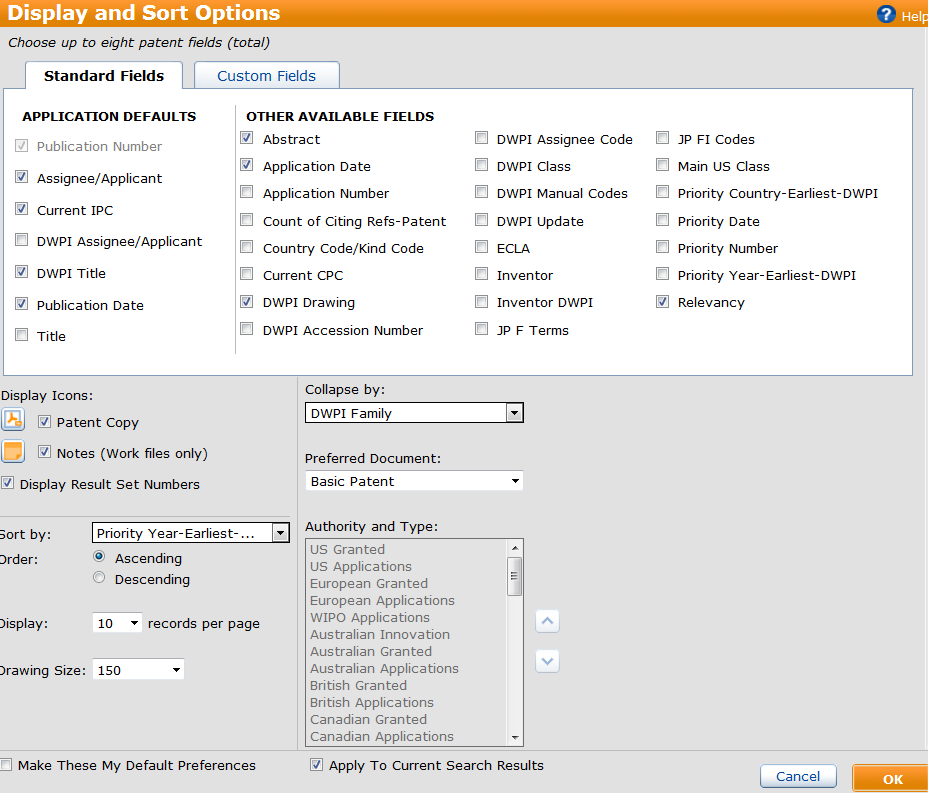 Display and Sort Options
Help
Choose up to eight patent fields (total)
Standard Fields
Custom Fields
APPLICATION DEFAULTS
Publication Number
Assignee/Applicant
Current IPC
DWPI Assignee/Applicant
DWPI Title
Publication Date
Title
OTHER AVAILABLE FIELDS
Abstract
Application Date
Application Number
Count of Citing Refs-Patent
Country Code/Kind Code
Current CPC
DWPI Drawing
DWPI Accession Number
DWPI Assignee Code
DWPI Class
DWPI Manual Codes
DWPI Update
ECLA
Inventor
Inventor DWPI
JP F Terms
JP FI Codes
Main US Class
Priority Country-Earliest-DWPI
Priority Date
Priority Number
Priority Year-Earliest-DWPI
Relevancy
Display Icons:
Patent Copy
Notes (Work files only)
Display Result Set Numbers
Sort by: Priority Year-Earliest-...
Order: Ascending
Descending
Display: 10 records per page
Drawing Size: 150
Collapse by:
DWPI Family
Preferred Document:
Basic Patent
Authority and Type:
US Granted
US Applications
European Granted
European Applications
WIPO Applications
Australian Innovation
Australian Granted
Australian Applications
British Granted
British Applications
Canadian Granted
Canadian Applications
Make These My Default Preferences
Apply To Current Search Results
Cancel
OK